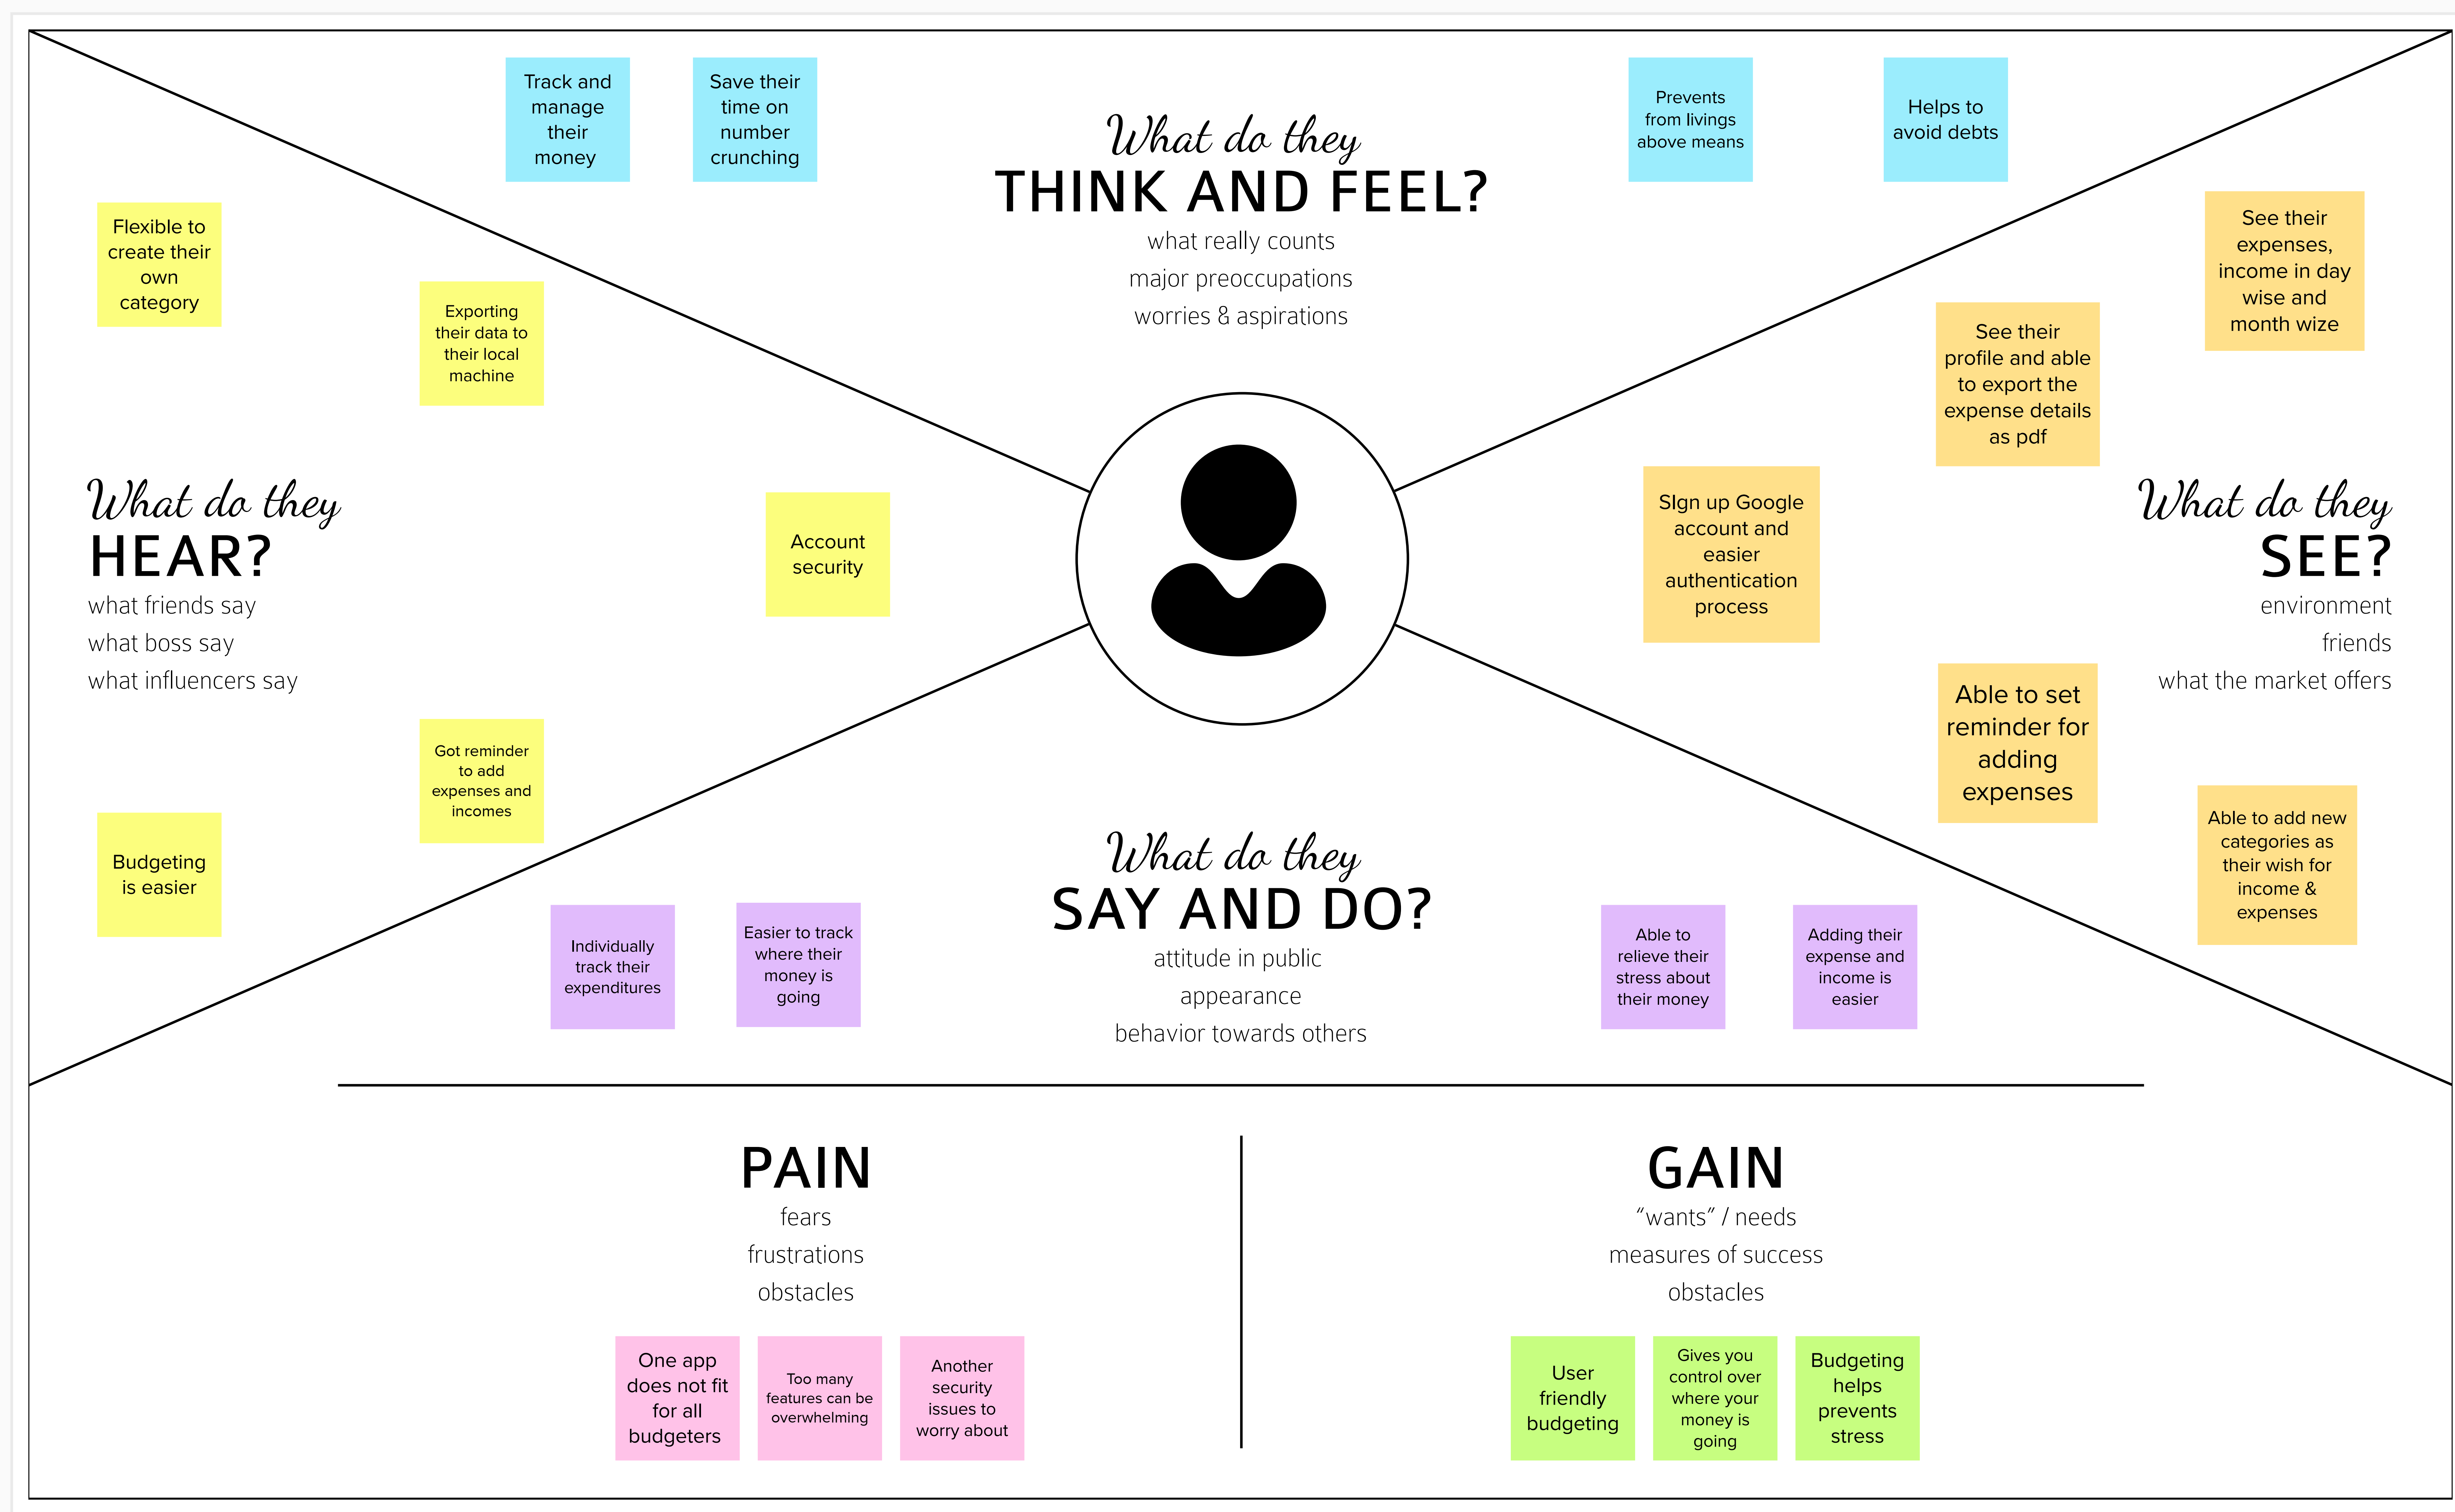 Track and
manage
their
money
Save their
time on
number
crunching
What do they
THINK AND FEEL?
what really counts
major preoccupations
worries & aspirations
Prevents
from livings
above means
Helps to
avoid debts
Flexible to
create their
own
category
Exporting
their data to
their local
machine
What do they
HEAR?
what friends say
what boss say
what influencers say
Account
security
Got reminder
to add
expenses and
incomes
Budgeting
is easier
See their
expenses,
income in day
wise and
month wize
See their
profile and able
to export the
expense details
as pdf
SIgn up Google
account and
easier
authentication
process
What do they
SEE?
environment
friends
what the market offers
Able to set
reminder for
adding
expenses
Able to add new
categories as
their wish for
income &
expenses
What do they
SAY AND DO?
attitude in public
appearance
behavior towards others
Individually
track their
expenditures
Easier to track
where their
money is
going
Able to
relieve their
stress about
their money
Adding their
expense and
income is
easier
PAIN
fears
frustrations
obstacles
One app
does not fit
for all
budgeters
Too many
features can be
overwhelming
Another
security
issues to
worry about
GAIN
“wants” / needs
measures of success
obstacles
User
friendly
budgeting
Gives you
control over
where your
money is
going
Budgeting
helps
prevents
stress